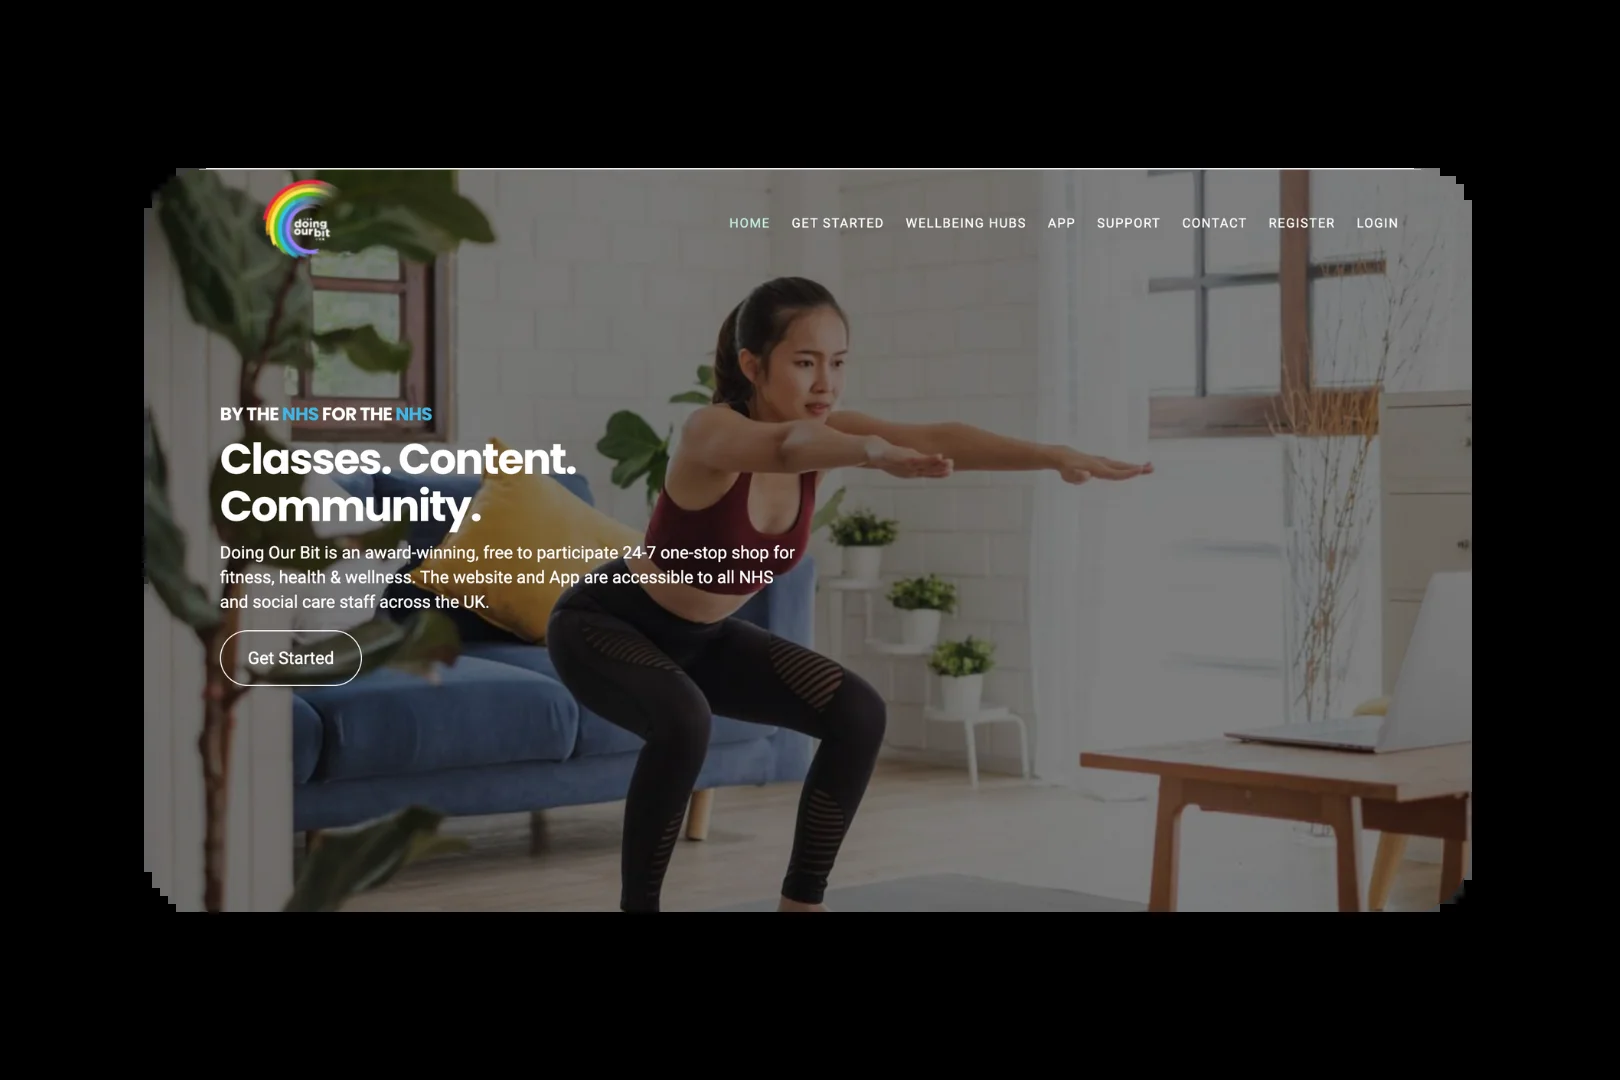 doing
our bit
HOME GET STARTED WELLBEING HUBS APP SUPPORT CONTACT REGISTER LOGIN
BY THE NHS FOR THE NHS
Classes. Content.
Community.
Doing Our Bit is an award-winning, free to participate 24-7 one-stop shop for
fitness, health & wellness. The website and App are accessible to all NHS
and social care staff across the UK.
Get Started